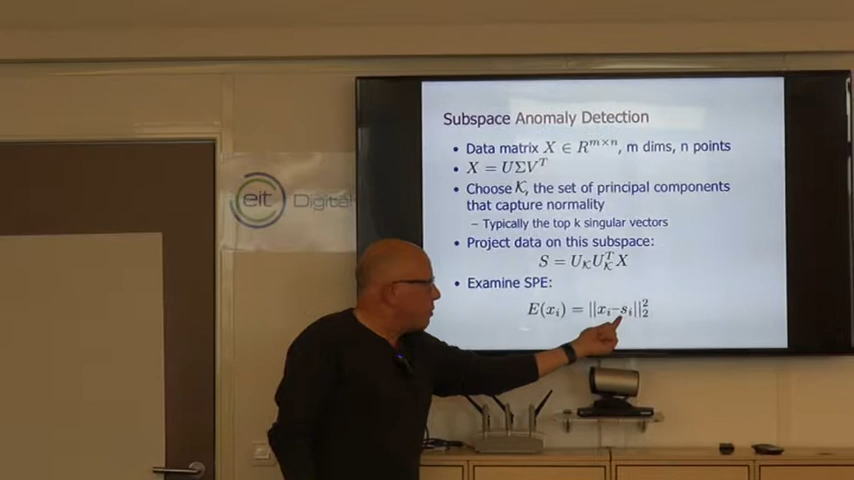 eit Digital
Subspace Anomaly Detection
• Data matrix X ∈ R^{m×n}, m dims, n points
• X = UΣV^T
• Choose 𝒦, the set of principal components
that capture normality
– Typically the top k singular vectors
• Project data on this subspace:
S = U_𝒦 U_𝒦^T X
• Examine SPE:
E(x_i) = ||x_i–s_i||_2^2